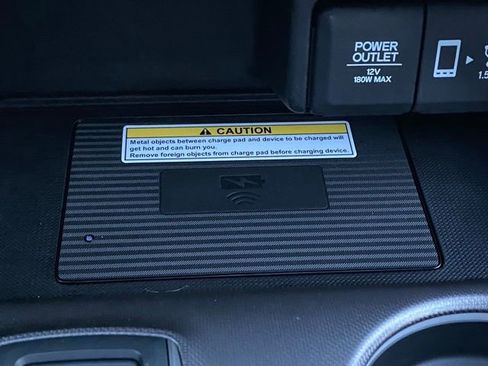 POWER
OUTLET
12V
180W MAX
⚠ CAUTION
Metal objects between charge pad and device to be charged will
get hot and can burn you.
Remove foreign objects from charge pad before charging device.